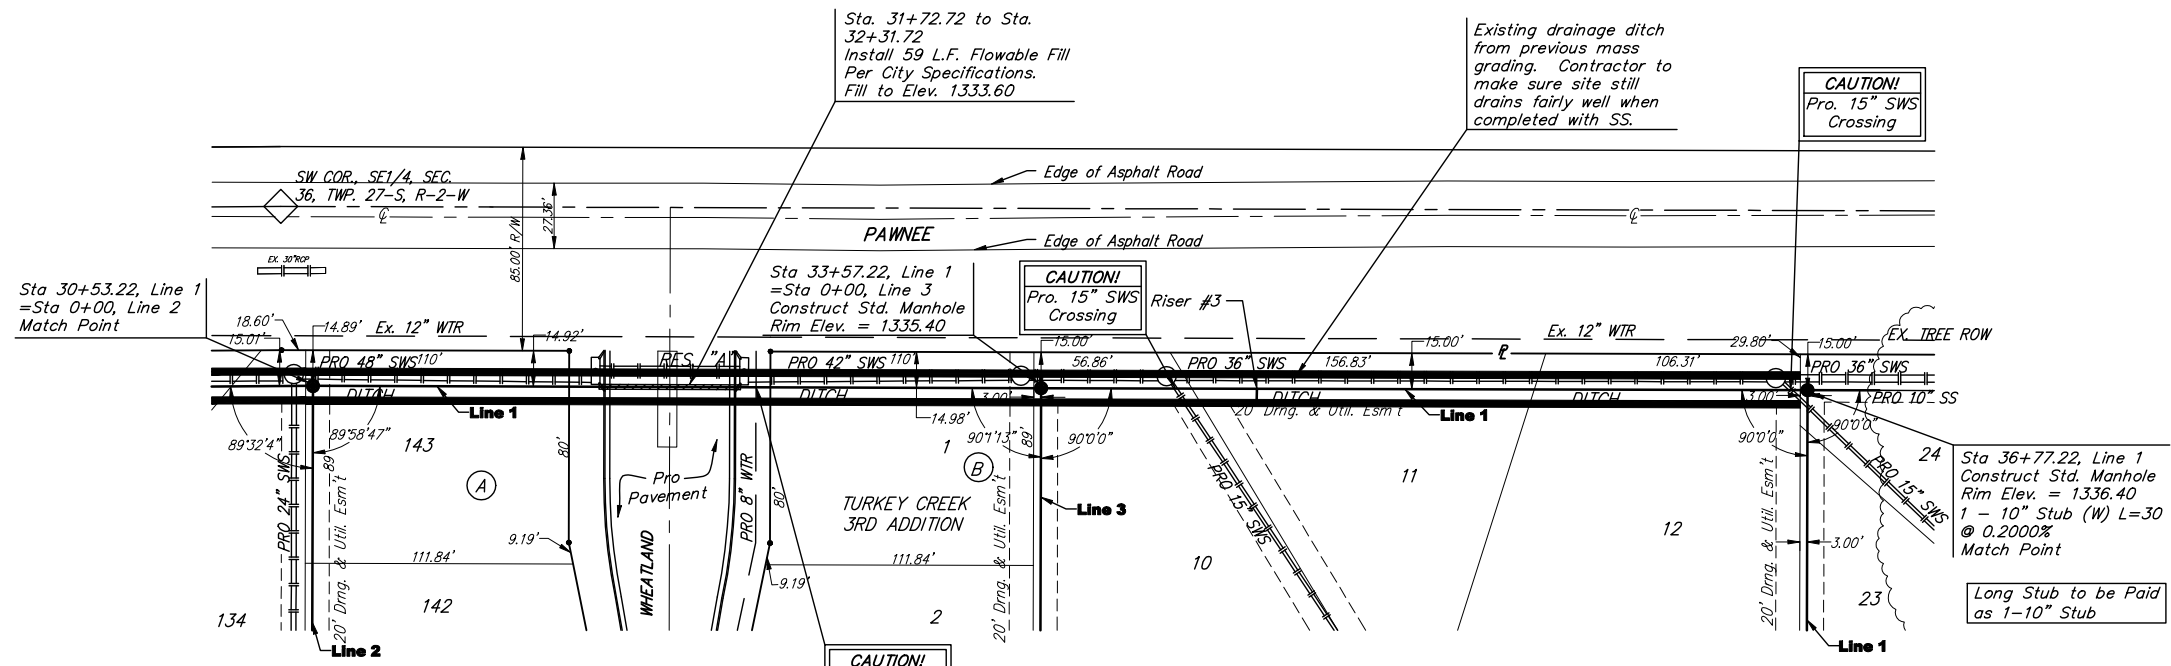 Sta. 31+72.72 to Sta.
32+31.72
Install 59 L.F. Flowable Fill
Per City Specifications.
Fill to Elev. 1333.60
Existing drainage ditch
from previous mass
grading. Contractor to
make sure site still
drains fairly well when
completed with SS.
CAUTION!
Pro. 15" SWS
Crossing
SW COR., SE1/4, SEC.
36, TWP. 27-S, R-2-W
Edge of Asphalt Road
27.36'
85.00' R/W
PAWNEE
Edge of Asphalt Road
EX. 30"RCP
Sta 30+53.22, Line 1
=Sta 0+00, Line 2
Match Point
Sta 33+57.22, Line 1
=Sta 0+00, Line 3
Construct Std. Manhole
Rim Elev. = 1335.40
CAUTION!
Pro. 15" SWS
Crossing
Riser #3
18.60'
15.01'
14.89'
Ex. 12" WTR
14.92'
15.00'
15.00'
Ex. 12" WTR
29.80'
15.00'
EX. TREE ROW
PRO 48" SWS
110'
RES. "A"
PRO 42" SWS
110'
56.86'
PRO 36" SWS
156.83'
106.31'
PRO 36" SWS
DITCH
Line 1
3.00'
DITCH
20' Drng. & Util. Esm't
Line 1
DITCH
3.00'
PRO 10" SS
14.98'
89°32'4"
89°58'47"
143
89'
80'
1
90°1'13"
89'
90°0'0"
90°0'0"
90°0'0"
A
B
Pro
Pavement
PRO 8" WTR
80'
TURKEY CREEK
3RD ADDITION
Line 3
PRO 15" SWS
11
12
24
PRO 15" SWS
Sta 36+77.22, Line 1
Construct Std. Manhole
Rim Elev. = 1336.40
1 - 10" Stub (W) L=30
@ 0.2000%
Match Point
PRO 24" SWS
20' Drng. & Util. Esm't
9.19'
111.84'
WHEATLAND
9.19'
111.84'
20' Drng. & Util. Esm't
10
20' Drng. & Util. Esm't
3.00'
134
142
2
23
Long Stub to be Paid
as 1-10" Stub
Line 2
CAUTION!
Line 1